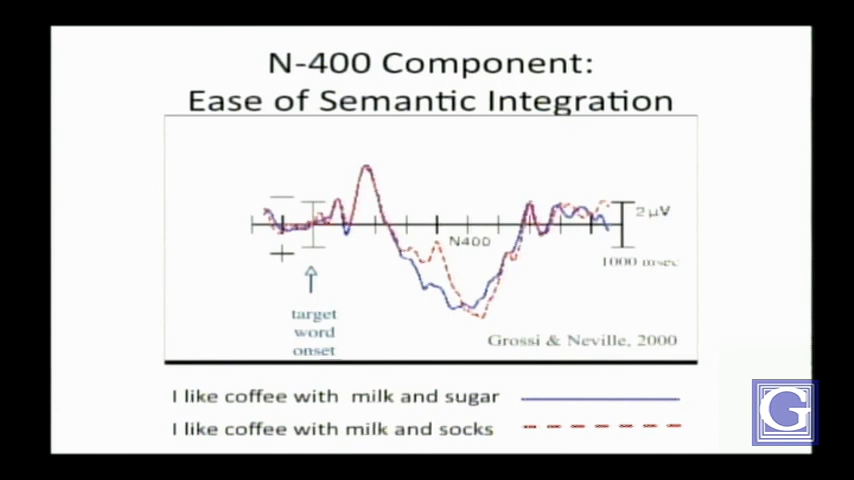 N-400 Component:
Ease of Semantic Integration
N400
2 μV
1000 msec
target
word
onset
Grossi & Neville, 2000
I like coffee with milk and sugar
I like coffee with milk and socks
G